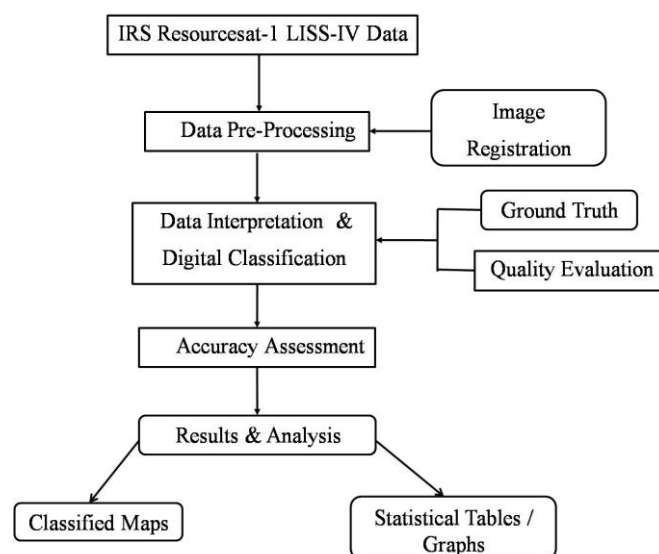 IRS Resourcesat-1 LISS-IV Data
Data Pre-Processing
Image
Registration
Data Interpretation &
Digital Classification
Ground Truth
Quality Evaluation
Accuracy Assessment
Results & Analysis
Classified Maps
Statistical Tables /
Graphs